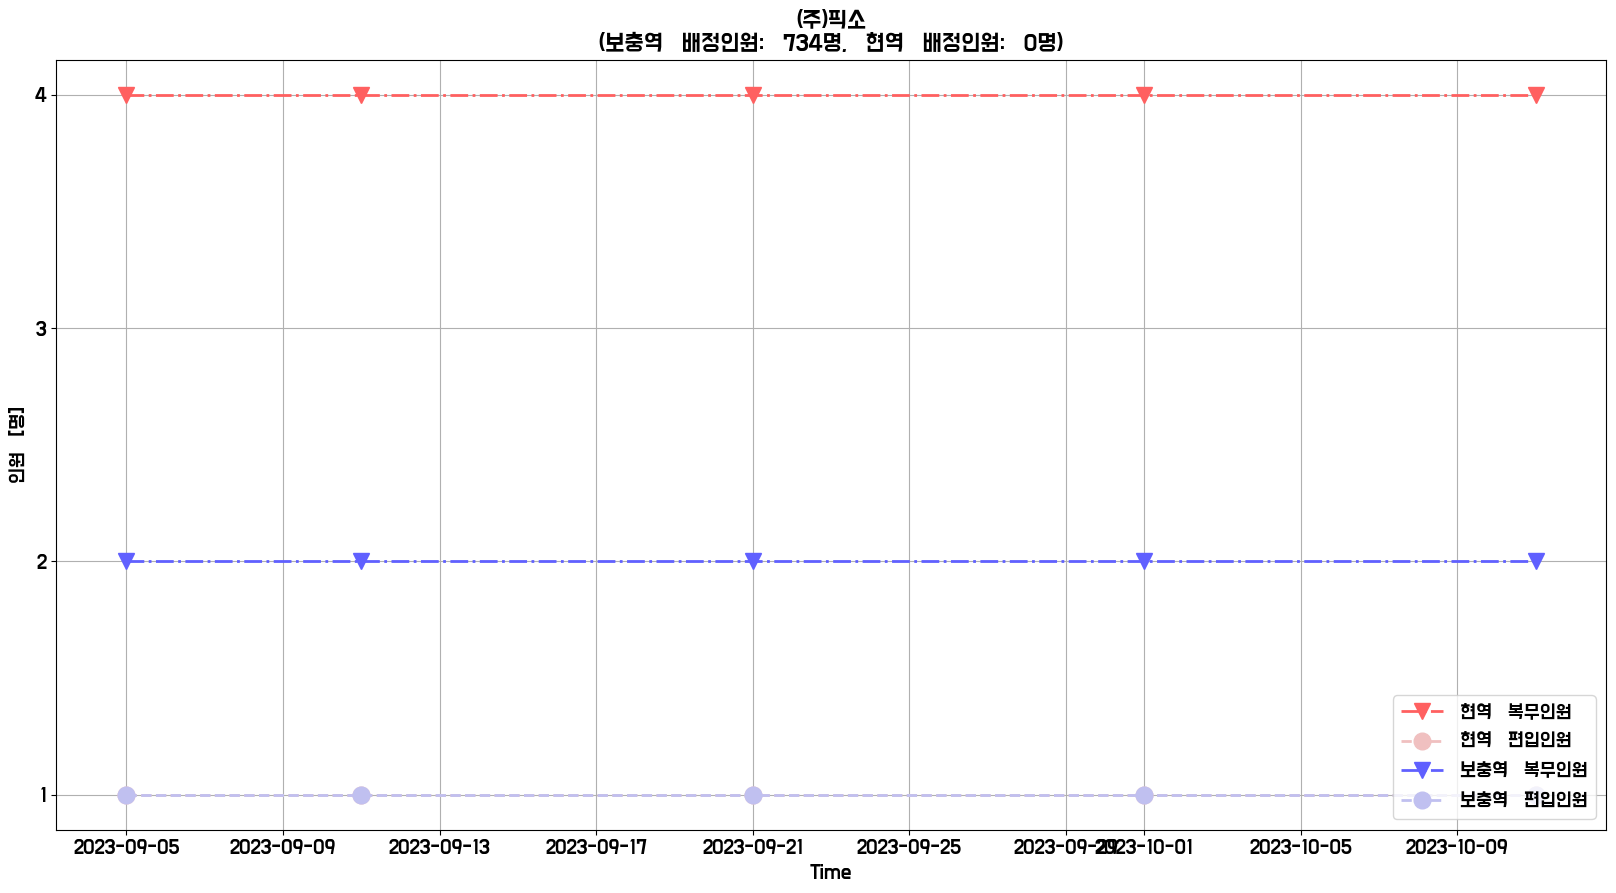 (주)픽소
(보충역 배정인원: 734명, 현역 배정인원: 0명)
4
3
2
1
인원 [명]
2023-09-05
2023-09-09
2023-09-13
2023-09-17
2023-09-21
2023-09-25
2023-09-29
2023-10-01
2023-10-05
2023-10-09
Time
현역 복무인원
현역 편입인원
보충역 복무인원
보충역 편입인원